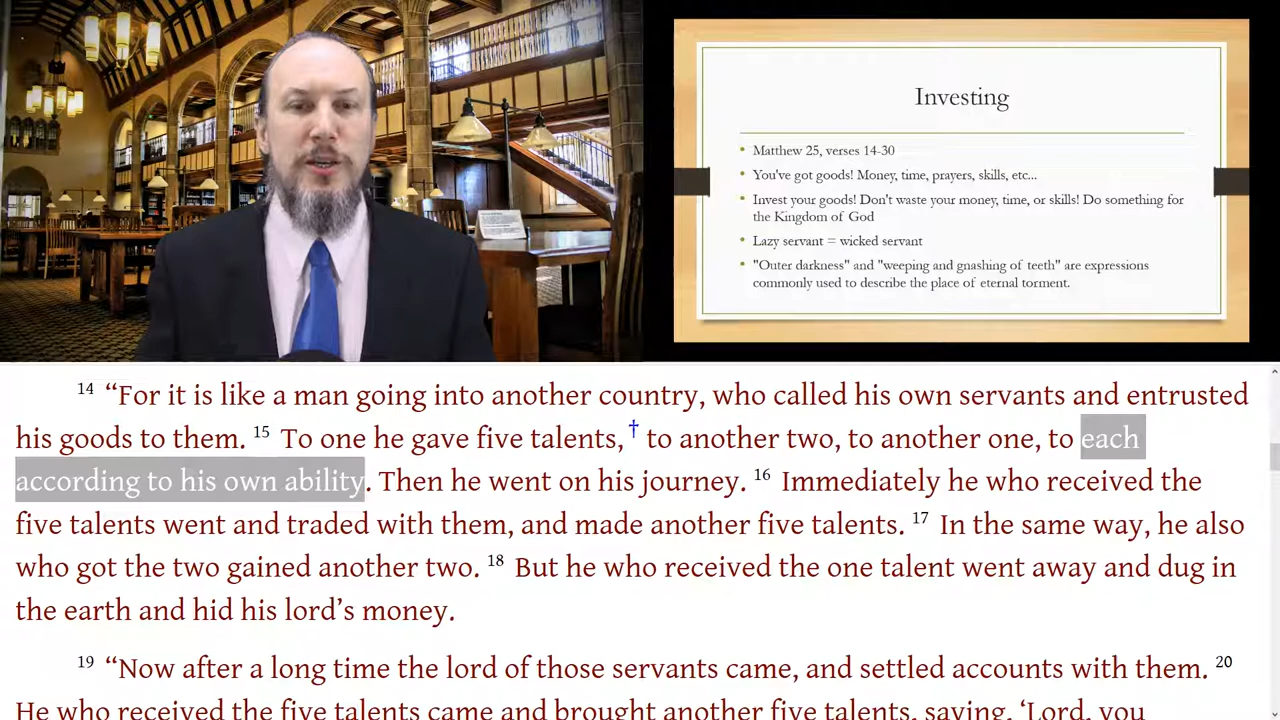 Investing
• Matthew 25, verses 14-30
• You've got goods! Money, time, prayers, skills, etc...
• Invest your goods! Don't waste your money, time, or skills! Do something for
the Kingdom of God
• Lazy servant = wicked servant
• "Outer darkness" and "weeping and gnashing of teeth" are expressions
commonly used to describe the place of eternal torment.
14 “For it is like a man going into another country, who called his own servants and entrusted
his goods to them. 15 To one he gave five talents,† to another two, to another one, to each
according to his own ability. Then he went on his journey. 16 Immediately he who received the
five talents went and traded with them, and made another five talents. 17 In the same way, he also
who got the two gained another two. 18 But he who received the one talent went away and dug in
the earth and hid his lord’s money.
19 “Now after a long time the lord of those servants came, and settled accounts with them. 20
He who received the five talents came and brought another five talents, saying, ‘Lord, you